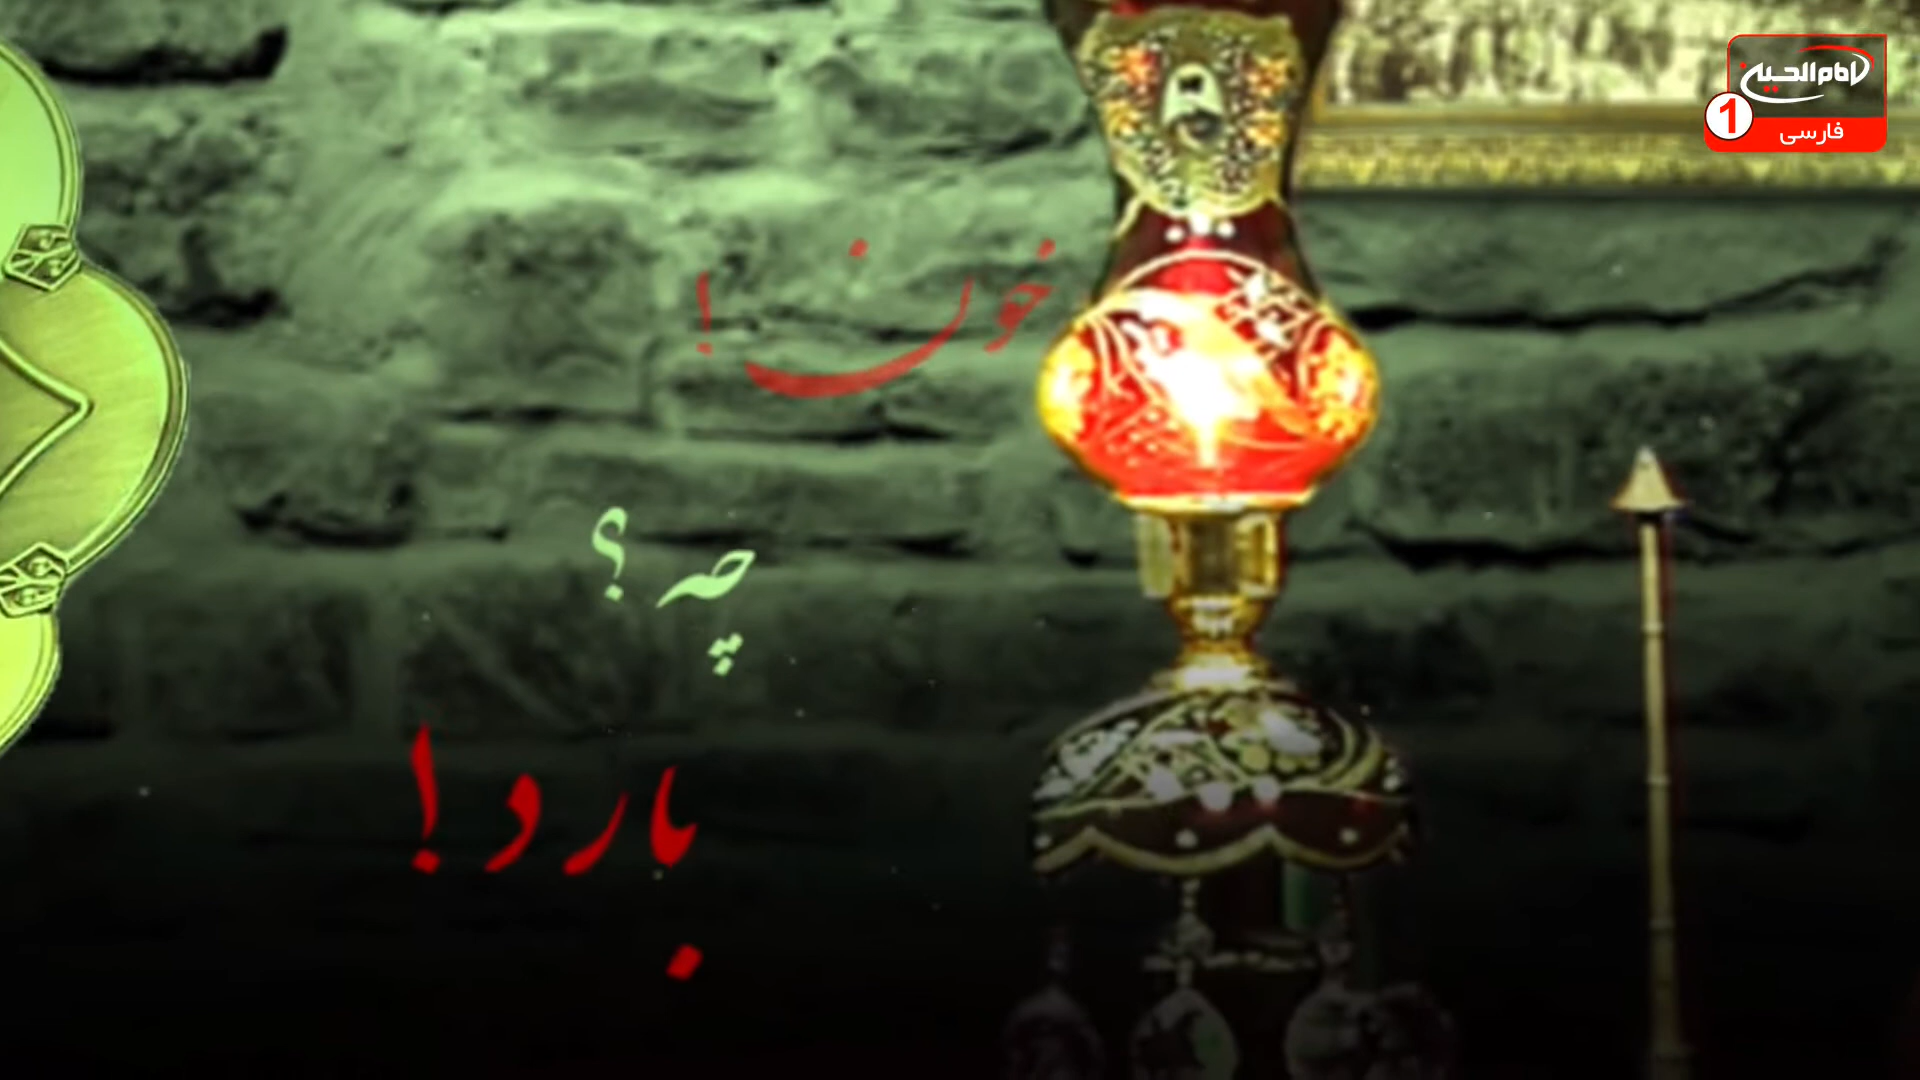 امام الحسین
1
فارسی
خون!
چه؟
بارد!